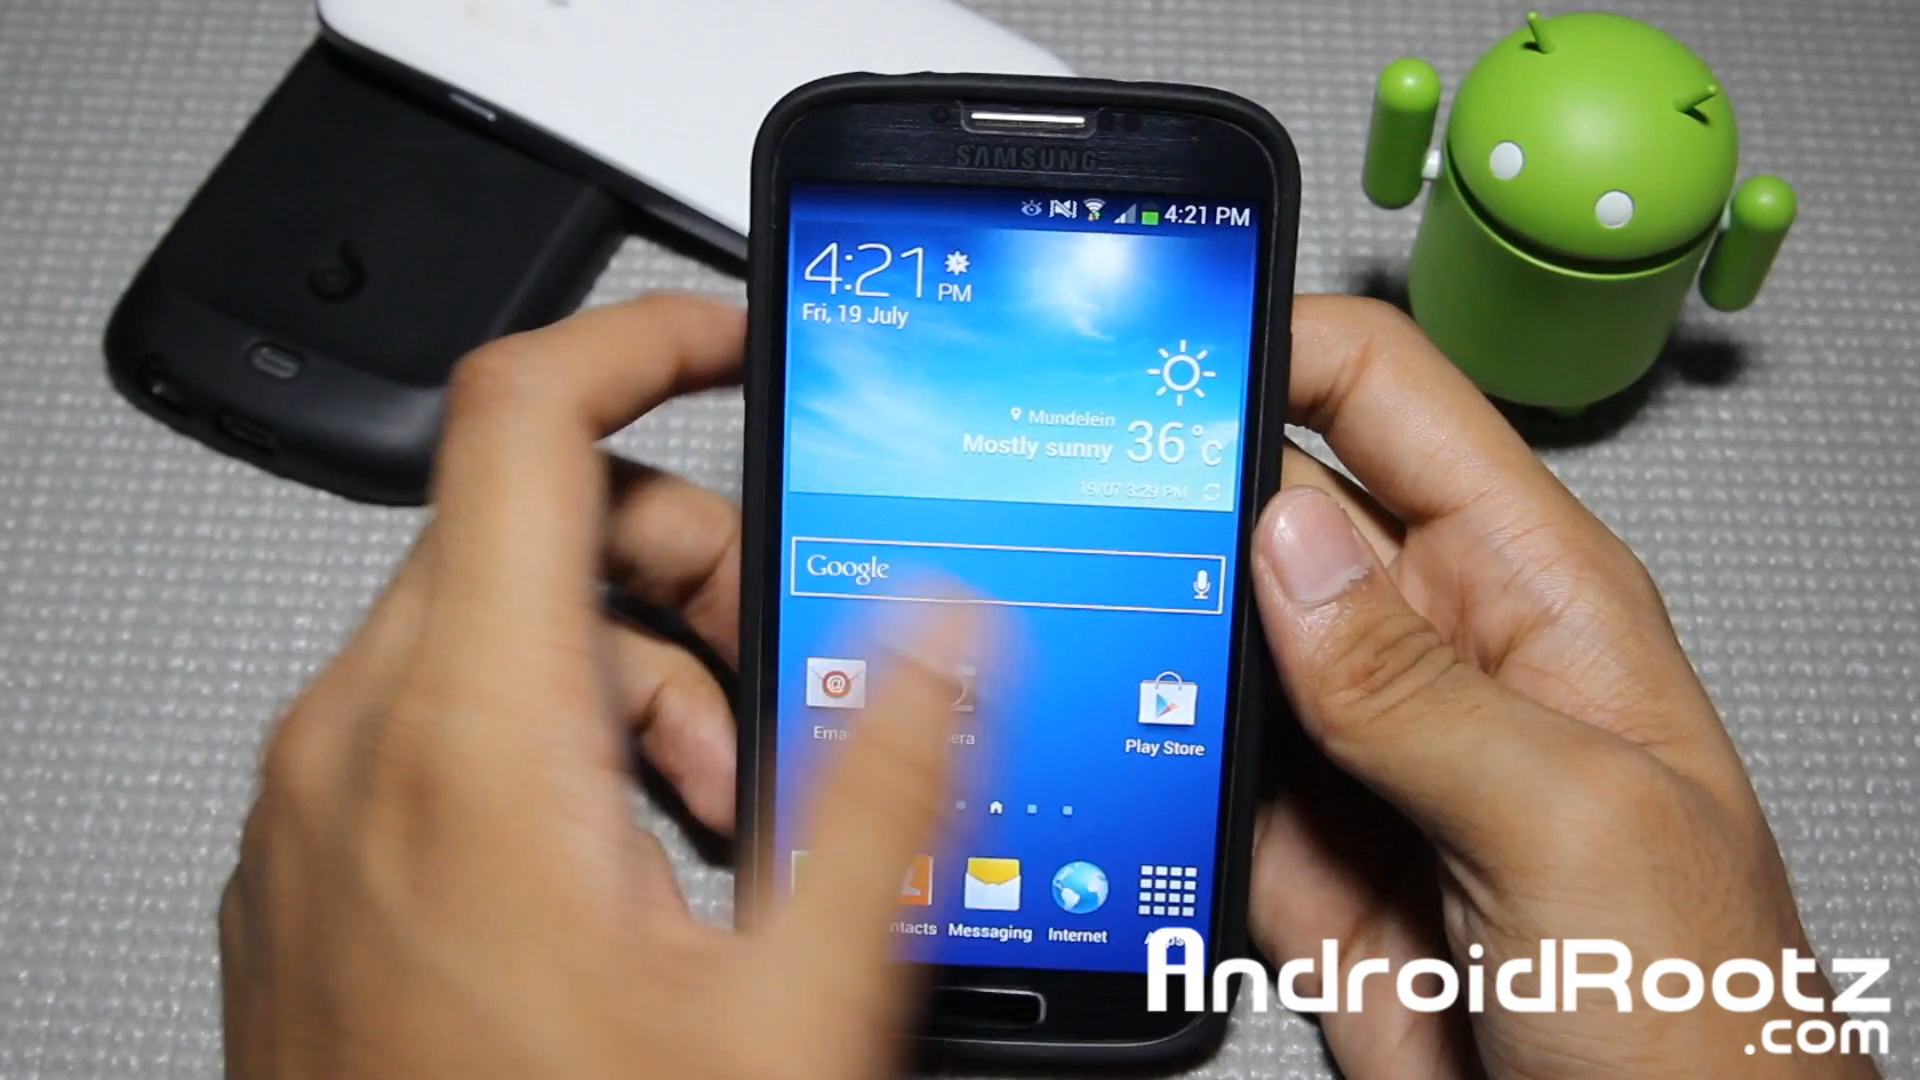 SAMSUNG
4:21 PM
4:21 PM
Fri, 19 July
Mundelein
Mostly sunny 36°C
19/07 3:29 PM
Google
Play Store
Messaging
Internet
AndroidRootz
.com